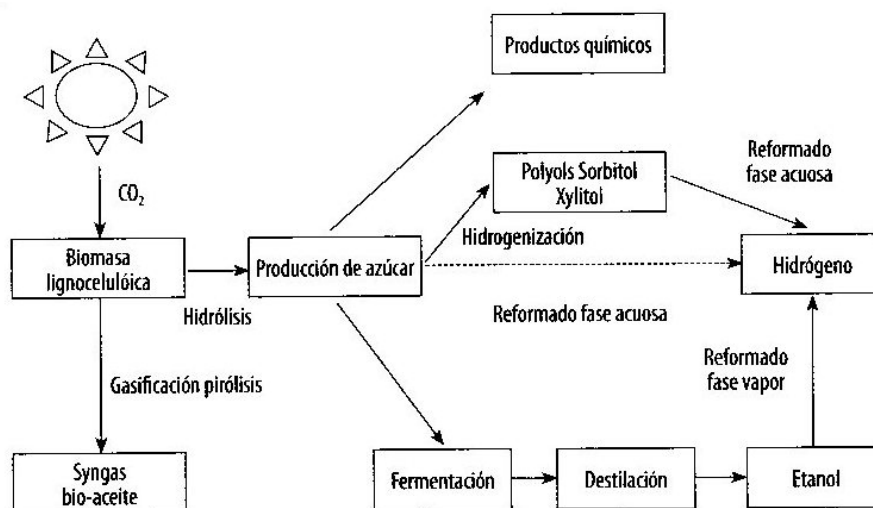 Productos químicos
CO₂
Polyols Sorbitol
Xylitol
Reformado
fase acuosa
Biomasa
lignocelulóica
Hidrólisis
Producción de azúcar
Hidrogenización
Hidrógeno
Reformado fase acuosa
Gasificación pirólisis
Reformado
fase vapor
Syngas
bio-aceite
Fermentación
Destilación
Etanol